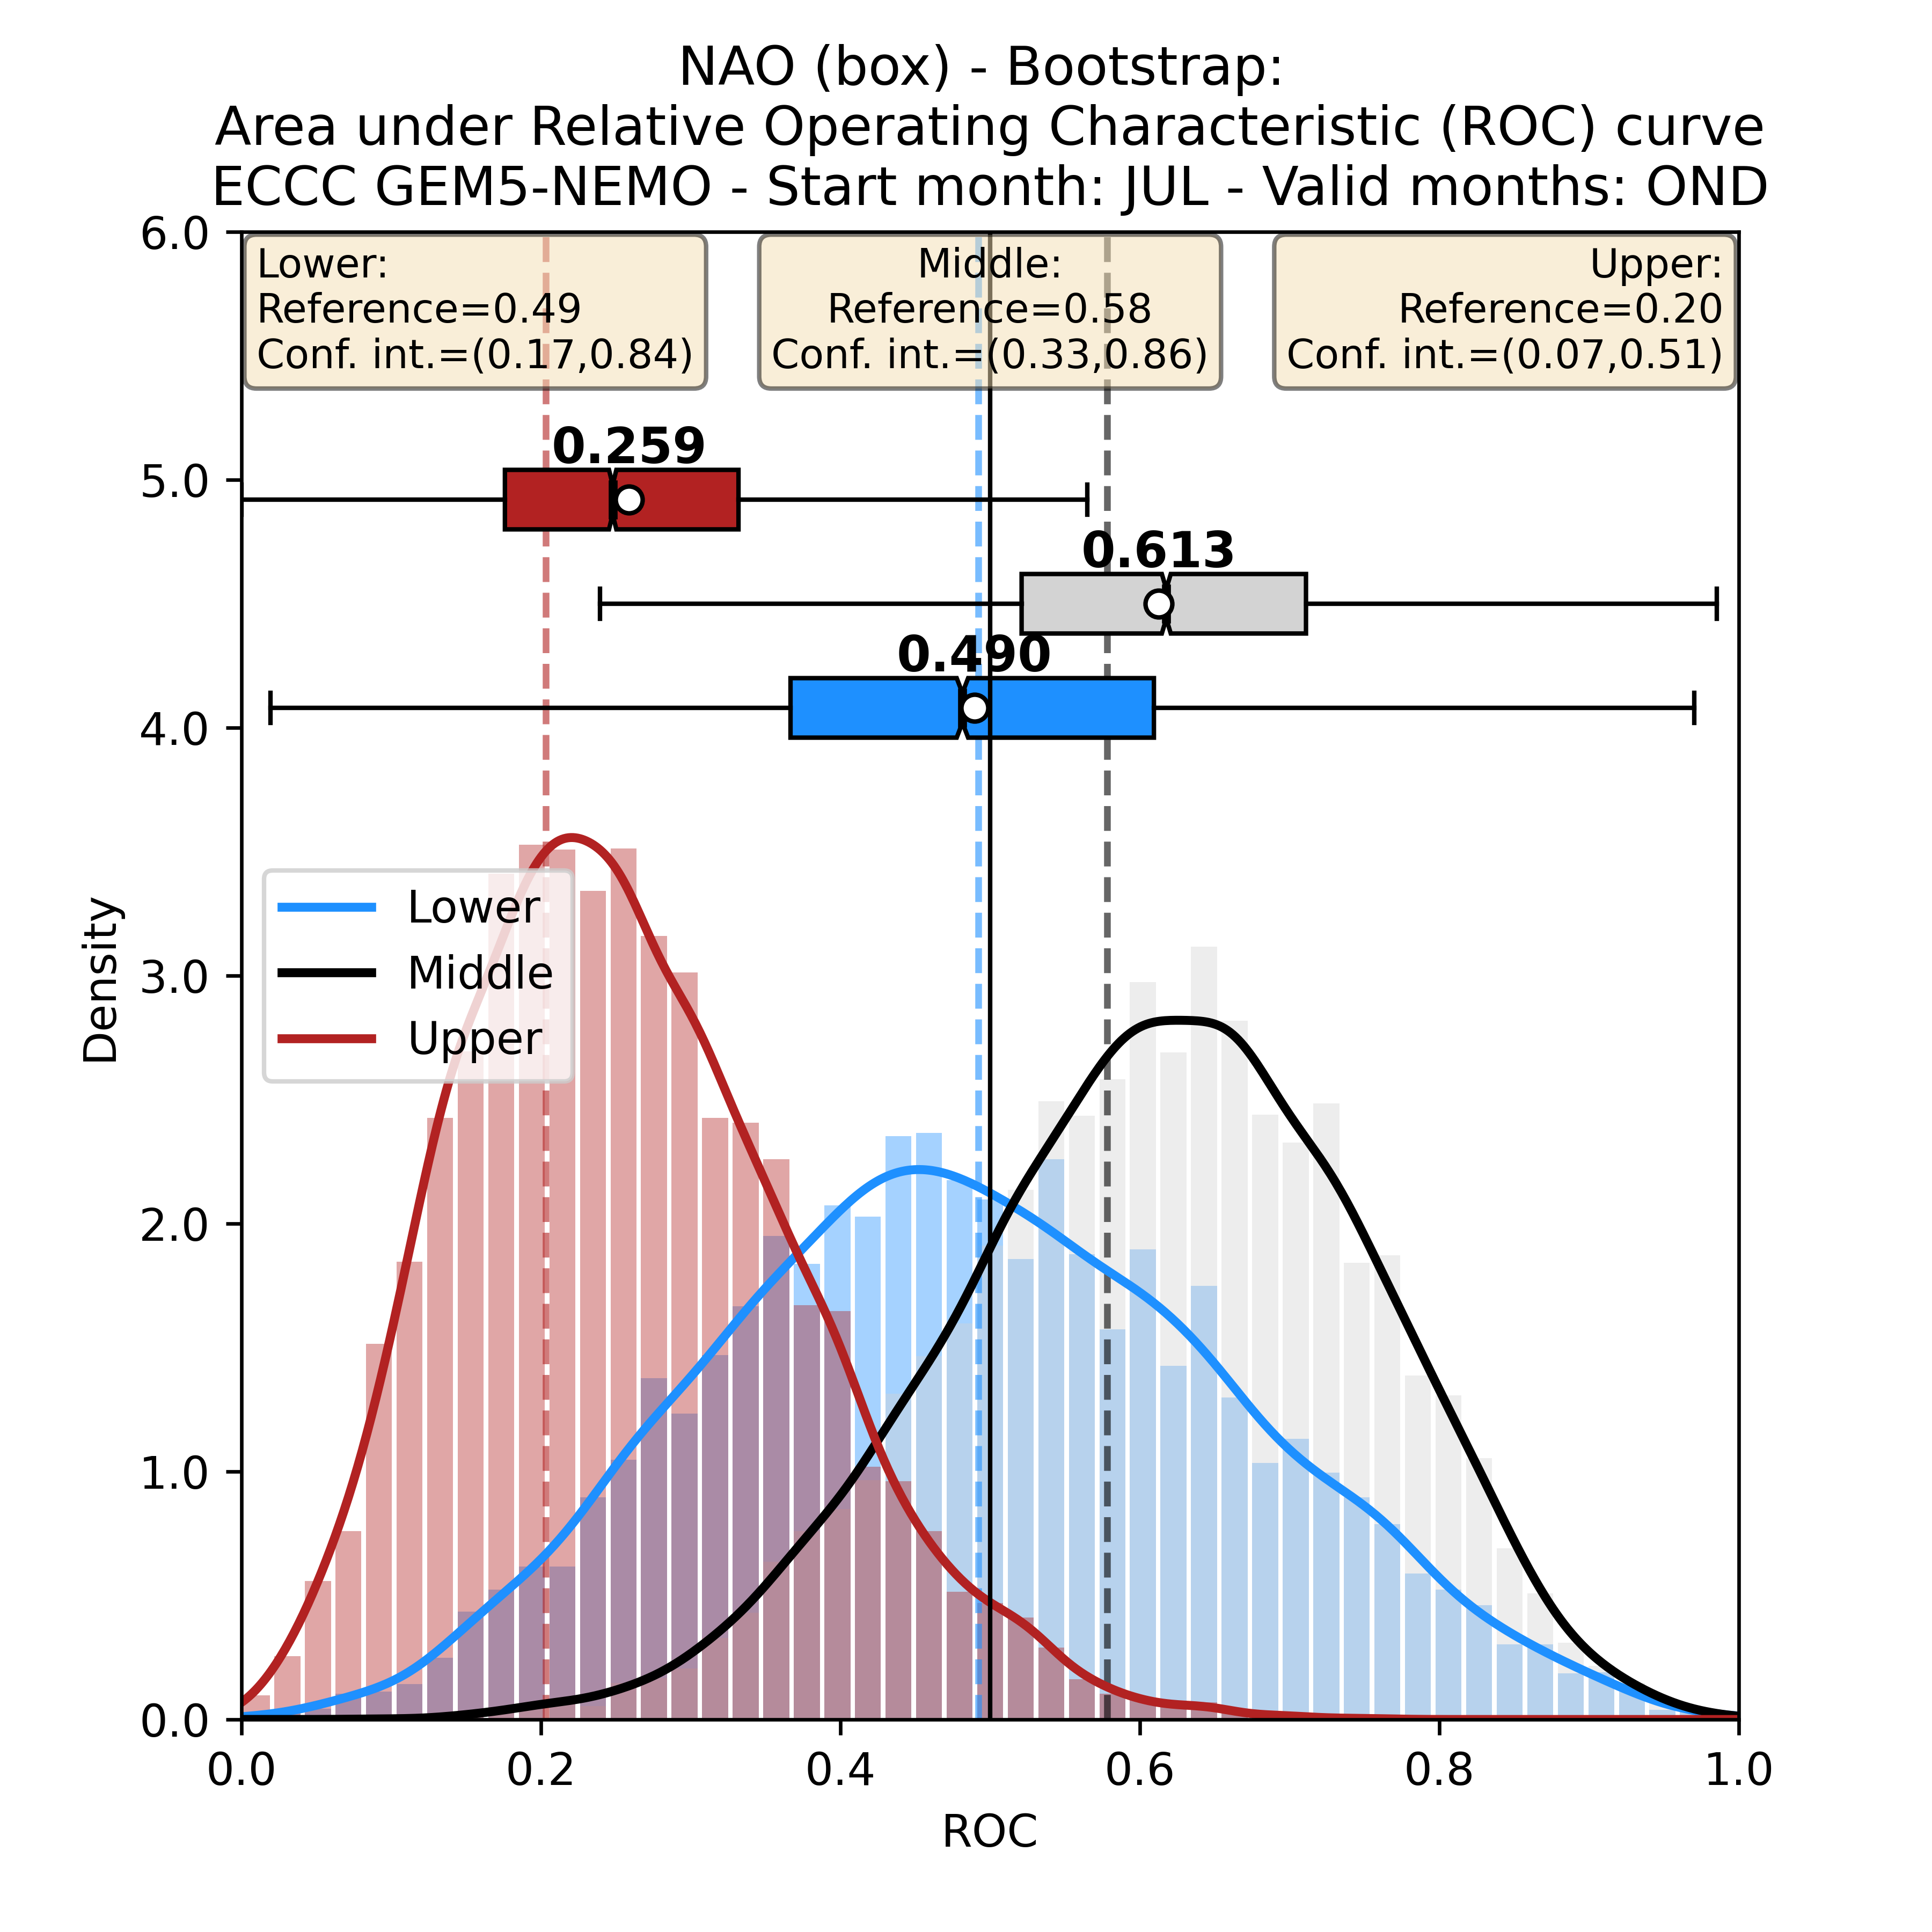 NAO (box) - Bootstrap:
Area under Relative Operating Characteristic (ROC) curve
ECCC GEM5-NEMO - Start month: JUL - Valid months: OND
Lower:
Reference=0.49
Conf. int.=(0.17,0.84)
Middle:
Reference=0.58
Conf. int.=(0.33,0.86)
Upper:
Reference=0.20
Conf. int.=(0.07,0.51)
0.259
0.613
0.490
Lower
Middle
Upper
Density
6.0
5.0
4.0
3.0
2.0
1.0
0.0
0.0 0.2 0.4 0.6 0.8 1.0
ROC